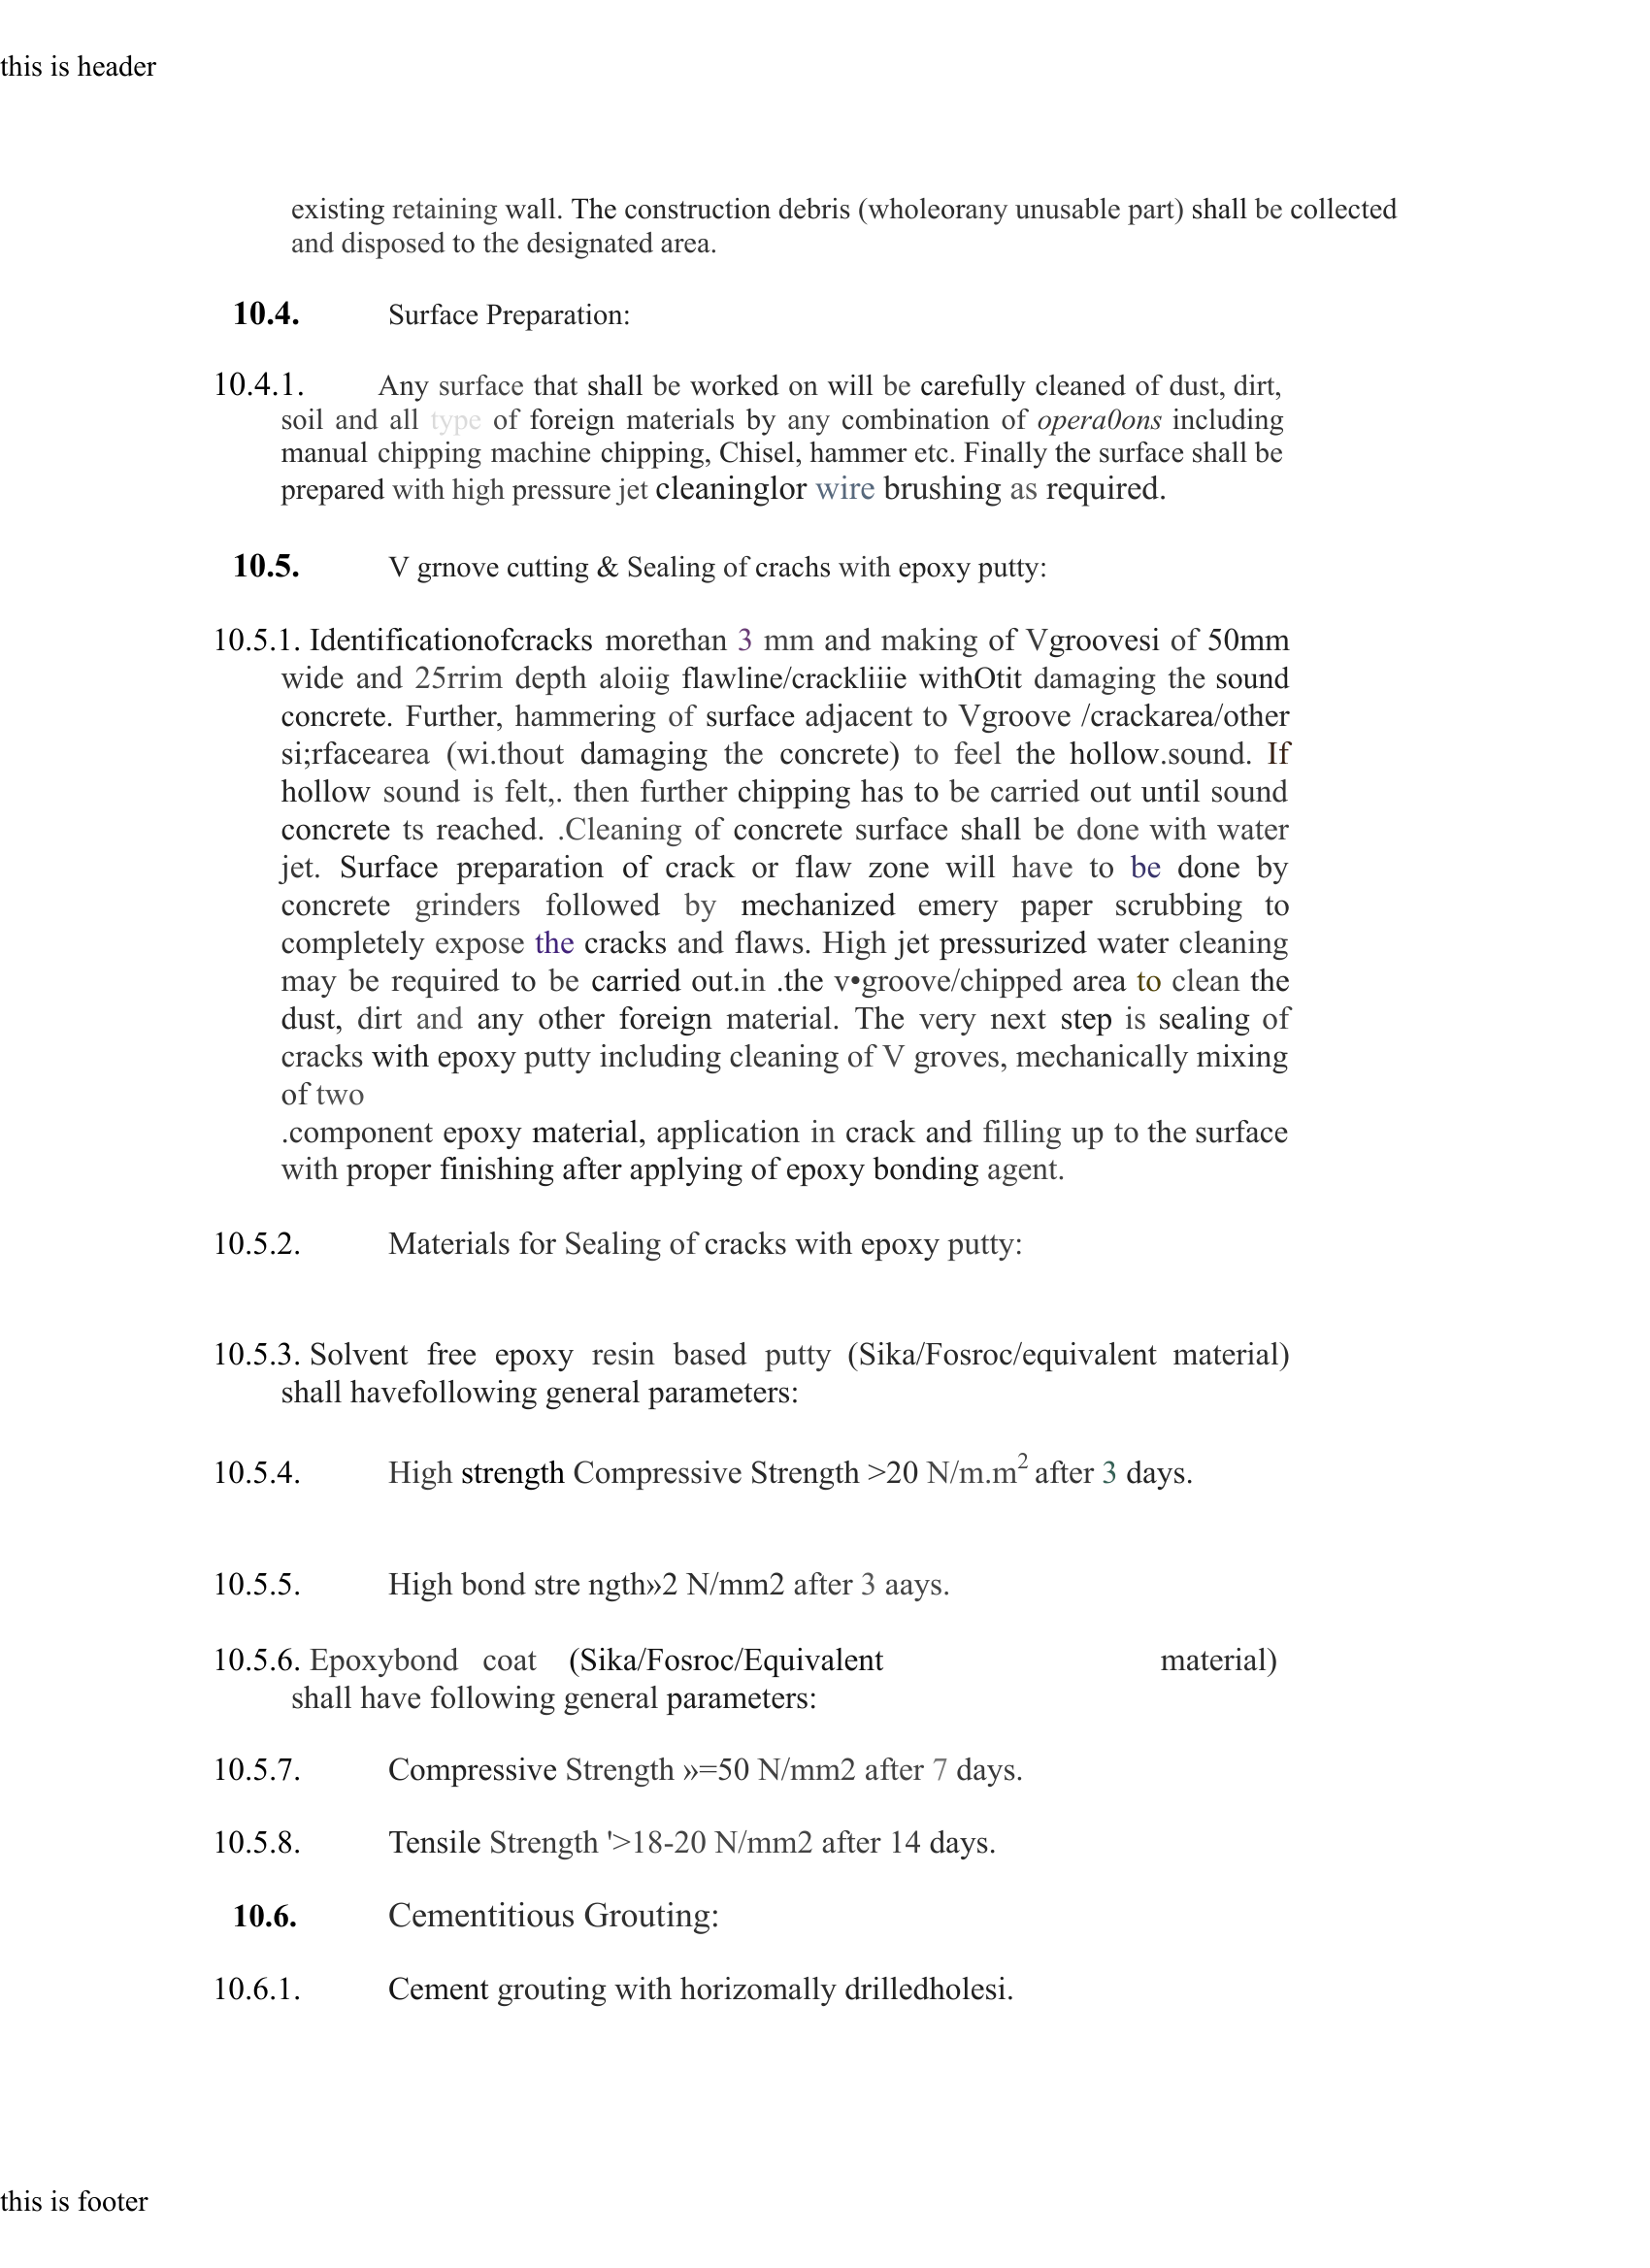 this is header
existing retaining wall. The construction debris (wholeorany unusable part) shall be collected
and disposed to the designated area.
10.4. Surface Preparation:
10.4.1. Any surface that shall be worked on will be carefully cleaned of dust, dirt,
soil and all type of foreign materials by any combination of opera0ons including
manual chipping machine chipping, Chisel, hammer etc. Finally the surface shall be
prepared with high pressure jet cleaninglor wire brushing as required.
10.5. V grnove cutting & Sealing of crachs with epoxy putty:
10.5.1. Identificationofcracks morethan 3 mm and making of Vgroovesi of 50mm
wide and 25rrim depth aloiig flawline/crackliiie withOtit damaging the sound
concrete. Further, hammering of surface adjacent to Vgroove /crackarea/other
si;rfacearea (wi.thout damaging the concrete) to feel the hollow.sound. If
hollow sound is felt,. then further chipping has to be carried out until sound
concrete ts reached. .Cleaning of concrete surface shall be done with water
jet. Surface preparation of crack or flaw zone will have to be done by
concrete grinders followed by mechanized emery paper scrubbing to
completely expose the cracks and flaws. High jet pressurized water cleaning
may be required to be carried out.in .the v•groove/chipped area to clean the
dust, dirt and any other foreign material. The very next step is sealing of
cracks with epoxy putty including cleaning of V groves, mechanically mixing
of two
.component epoxy material, application in crack and filling up to the surface
with proper finishing after applying of epoxy bonding agent.
10.5.2. Materials for Sealing of cracks with epoxy putty:
10.5.3. Solvent free epoxy resin based putty (Sika/Fosroc/equivalent material)
shall havefollowing general parameters:
10.5.4. High strength Compressive Strength >20 N/m.m² after 3 days.
10.5.5. High bond stre ngth»2 N/mm2 after 3 aays.
10.5.6. Epoxybond coat (Sika/Fosroc/Equivalent material)
shall have following general parameters:
10.5.7. Compressive Strength »=50 N/mm2 after 7 days.
10.5.8. Tensile Strength '>18-20 N/mm2 after 14 days.
10.6. Cementitious Grouting:
10.6.1. Cement grouting with horizomally drilledholesi.
this is footer